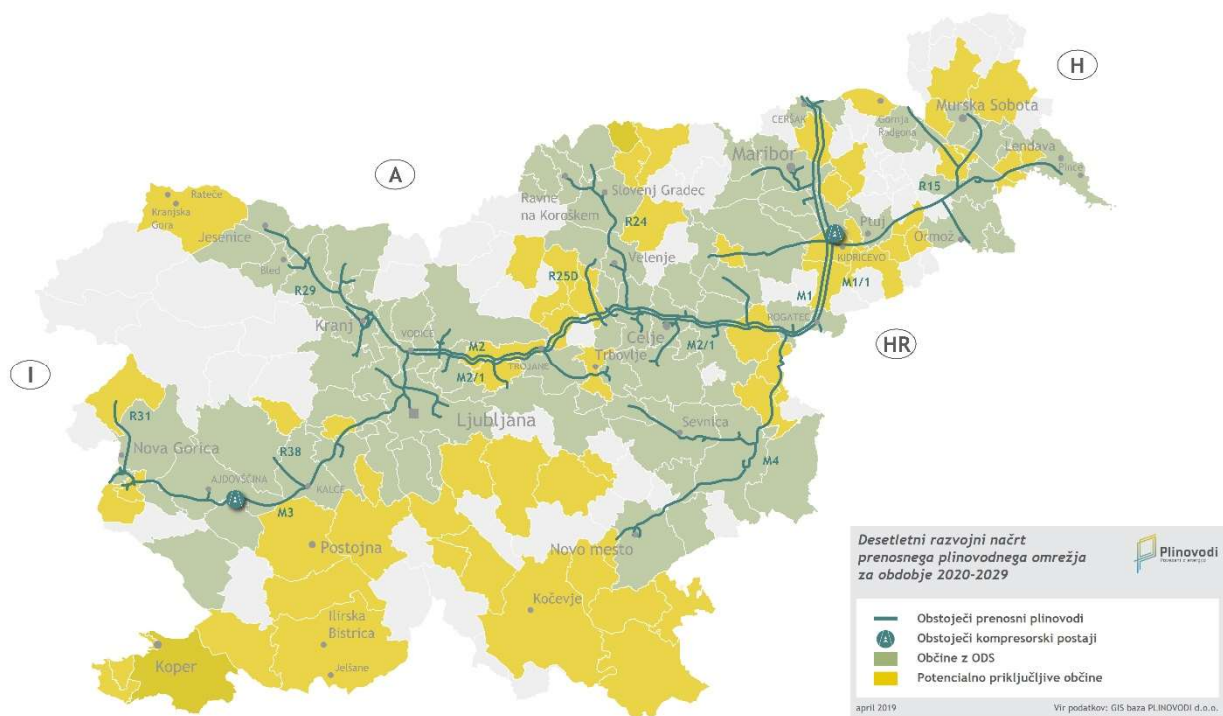 H
Murska Sobota
CERŠAK
Gornja
Radgona
Lendava
Pince
Maribor
A
Rateče
Kranjska
Gora
Jesenice
Ravne
na Koroškem
Slovenj Gradec
R24
R15
Ptuj
Ormož
KIDRIČEVO
Bled
R29
Velenje
R25D
M1
M1/1
ROGATEC
HR
Kranj
VODICE
M2
M2/1
TROJANE
Celje
M2/1
Trbovlje
I
R31
Ljubljana
Sevnica
Nova Gorica
R38
AJDOVŠČINA
KALCE
M3
M4
Postojna
Novo mesto
Kočevje
Ilirska
Bistrica
Koper
Jelšane
Desetletni razvojni načrt
prenosnega plinovodnega omrežja
za obdobje 2020-2029
Plinovodi
Obstoječi prenosni plinovodi
Obstoječi kompresorski postaji
Občine z ODS
Potencialno priključljive občine
april 2019
Vir podatkov: GIS baza PLINOVODI d.o.o.